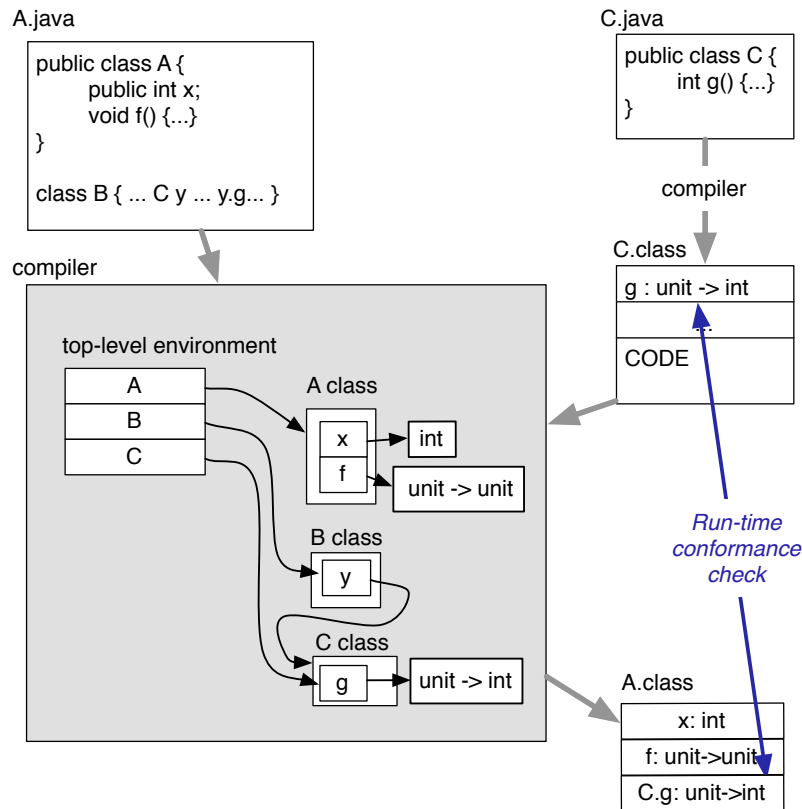 A.java
public class A {
public int x;
void f() {...}
}
class B { ... C y ... y.g... }
C.java
public class C {
int g() {...}
}
compiler
C.class
g : unit -> int
...
CODE
compiler
top-level environment
A
B
C
A class
x
f
int
unit -> unit
B class
y
C class
g
unit -> int
Run-time
conformance
check
A.class
x: int
f: unit->unit
C.g: unit->int